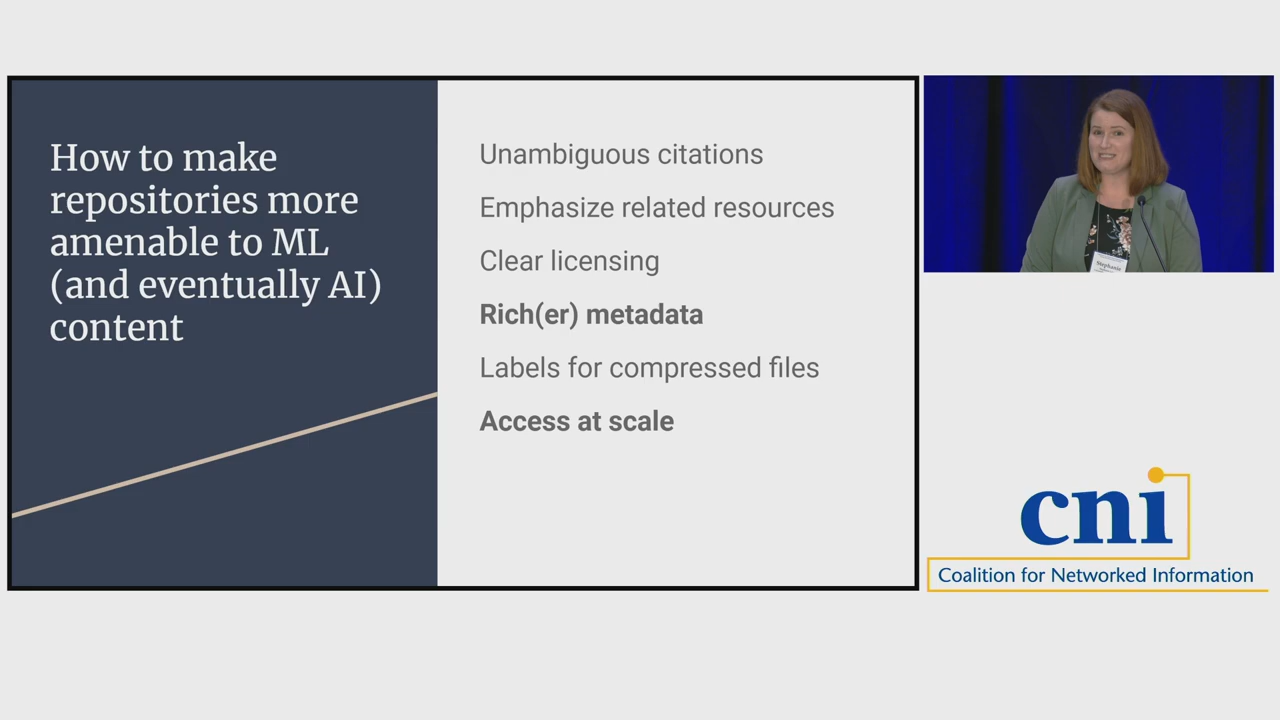 How to make
repositories more
amenable to ML
(and eventually AI)
content
Unambiguous citations
Emphasize related resources
Clear licensing
Rich(er) metadata
Labels for compressed files
Access at scale
Stephanie
cni
Coalition for Networked Information